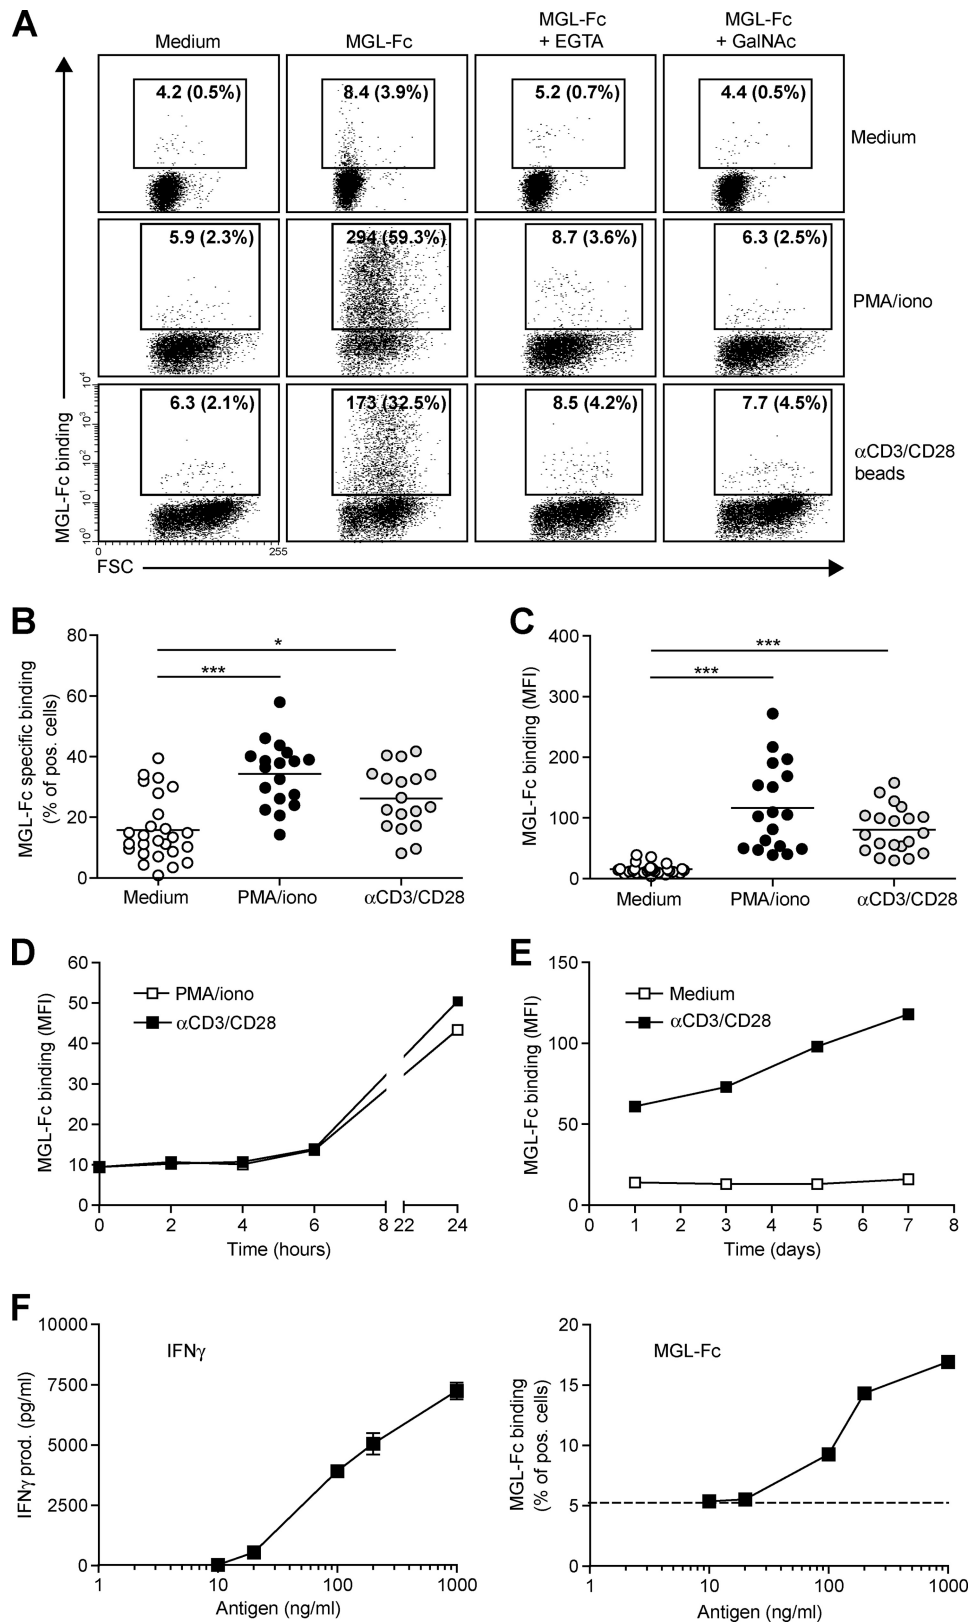 A
Medium
MGL-Fc
MGL-Fc
+ EGTA
MGL-Fc
+ GalNAc
4.2 (0.5%)
8.4 (3.9%)
5.2 (0.7%)
4.4 (0.5%)
Medium
5.9 (2.3%)
294 (59.3%)
8.7 (3.6%)
6.3 (2.5%)
PMA/iono
6.3 (2.1%)
173 (32.5%)
8.5 (4.2%)
7.7 (4.5%)
αCD3/CD28
beads
MGL-Fc binding
10⁰ 10¹ 10² 10³ 10⁴
0 255
FSC
B
MGL-Fc specific binding
(% of pos. cells)
80
60
40
20
0
*
***
Medium PMA/iono αCD3/CD28
C
MGL-Fc binding (MFI)
400
300
200
100
0
***
***
Medium PMA/iono αCD3/CD28
D
MGL-Fc binding (MFI)
60
50
40
30
20
10
0
PMA/iono
αCD3/CD28
0 2 4 6 8 22 24
Time (hours)
E
MGL-Fc binding (MFI)
150
100
50
0
Medium
αCD3/CD28
0 1 2 3 4 5 6 7 8
Time (days)
F
IFNγ prod. (pg/ml)
10000
7500
5000
2500
0
IFNγ
1 10 100 1000
Antigen (ng/ml)
MGL-Fc binding
(% of pos. cells)
20
15
10
5
0
MGL-Fc
1 10 100 1000
Antigen (ng/ml)